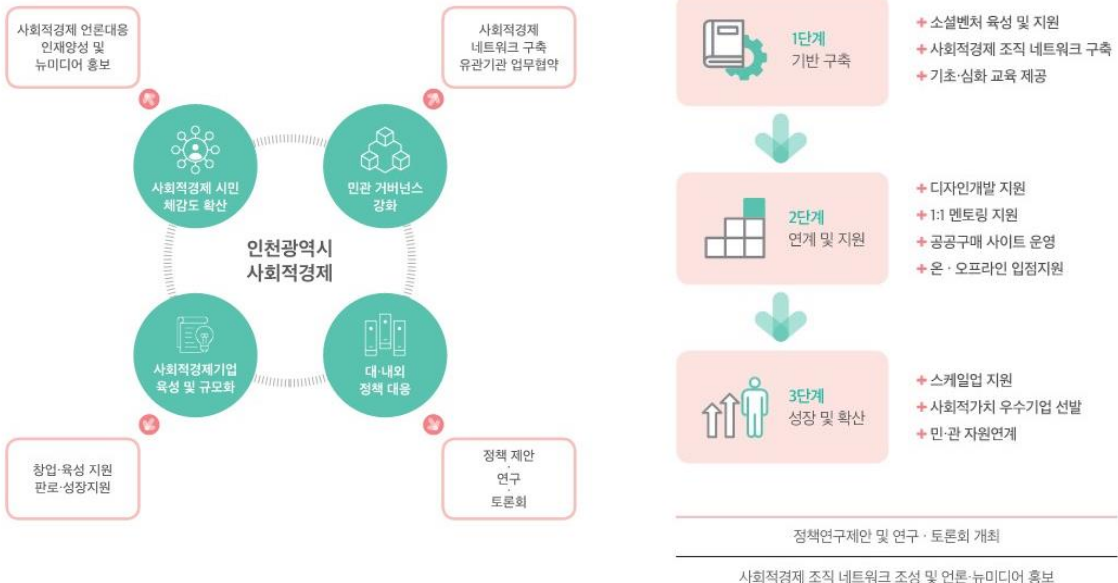 사회적경제 언론대응
인재양성 및
뉴미디어 홍보
사회적경제
네트워크 구축
유관기관 업무협약
사회적경제 시민
체감도 확산
민관 거버넌스
강화
인천광역시
사회적경제
사회적경제기업
육성 및 규모화
대·내외
정책 대응
창업·육성 지원
판로·성장지원
정책 제안
·
연구
·
토론회
1단계
기반 구축
+ 소셜벤처 육성 및 지원
+ 사회적경제 조직 네트워크 구축
+ 기초·심화 교육 제공
2단계
연계 및 지원
+ 디자인개발 지원
+ 1:1 멘토링 지원
+ 공공구매 사이트 운영
+ 온 · 오프라인 입점지원
3단계
성장 및 확산
+ 스케일업 지원
+ 사회적가치 우수기업 선발
+ 민·관 자원연계
정책연구제안 및 연구 · 토론회 개최
사회적경제 조직 네트워크 조성 및 언론·뉴미디어 홍보